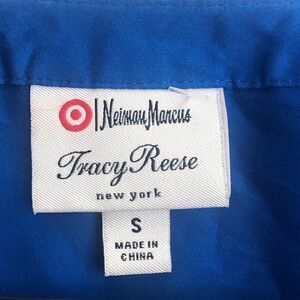 Neiman Marcus
Tracy Reese
new york
S
MADE IN
CHINA